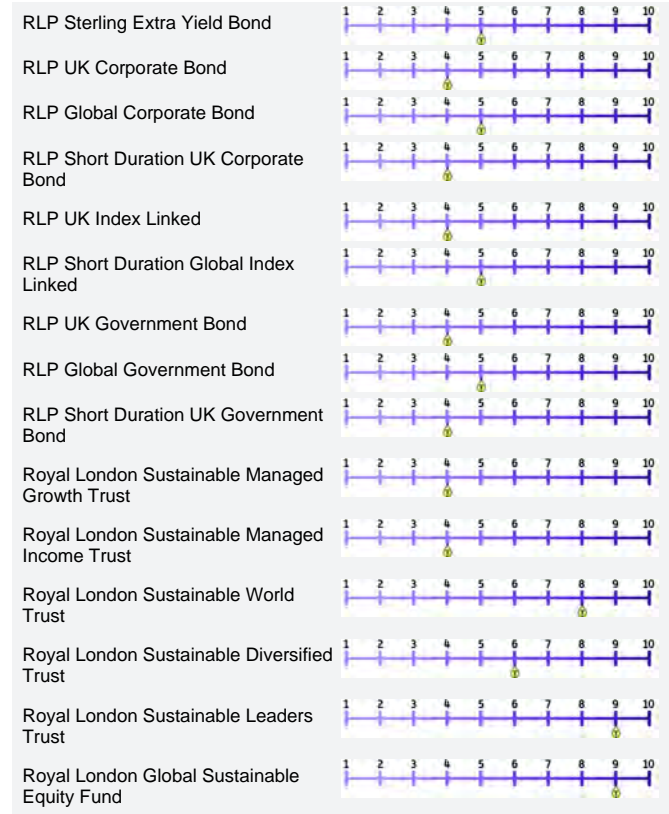 1 2 3 4 5 6 7 8 9 10
RLP Sterling Extra Yield Bond
1 2 3 4 5 6 7 8 9 10
RLP UK Corporate Bond
1 2 3 4 5 6 7 8 9 10
RLP Global Corporate Bond
1 2 3 4 5 6 7 8 9 10
RLP Short Duration UK Corporate
Bond
1 2 3 4 5 6 7 8 9 10
RLP UK Index Linked
1 2 3 4 5 6 7 8 9 10
RLP Short Duration Global Index
Linked
1 2 3 4 5 6 7 8 9 10
RLP UK Government Bond
1 2 3 4 5 6 7 8 9 10
RLP Global Government Bond
1 2 3 4 5 6 7 8 9 10
RLP Short Duration UK Government
Bond
1 2 3 4 5 6 7 8 9 10
Royal London Sustainable Managed
Growth Trust
1 2 3 4 5 6 7 8 9 10
Royal London Sustainable Managed
Income Trust
1 2 3 4 5 6 7 8 9 10
Royal London Sustainable World
Trust
1 2 3 4 5 6 7 8 9 10
Royal London Sustainable Diversified
Trust
1 2 3 4 5 6 7 8 9 10
Royal London Sustainable Leaders
Trust
1 2 3 4 5 6 7 8 9 10
Royal London Global Sustainable
Equity Fund